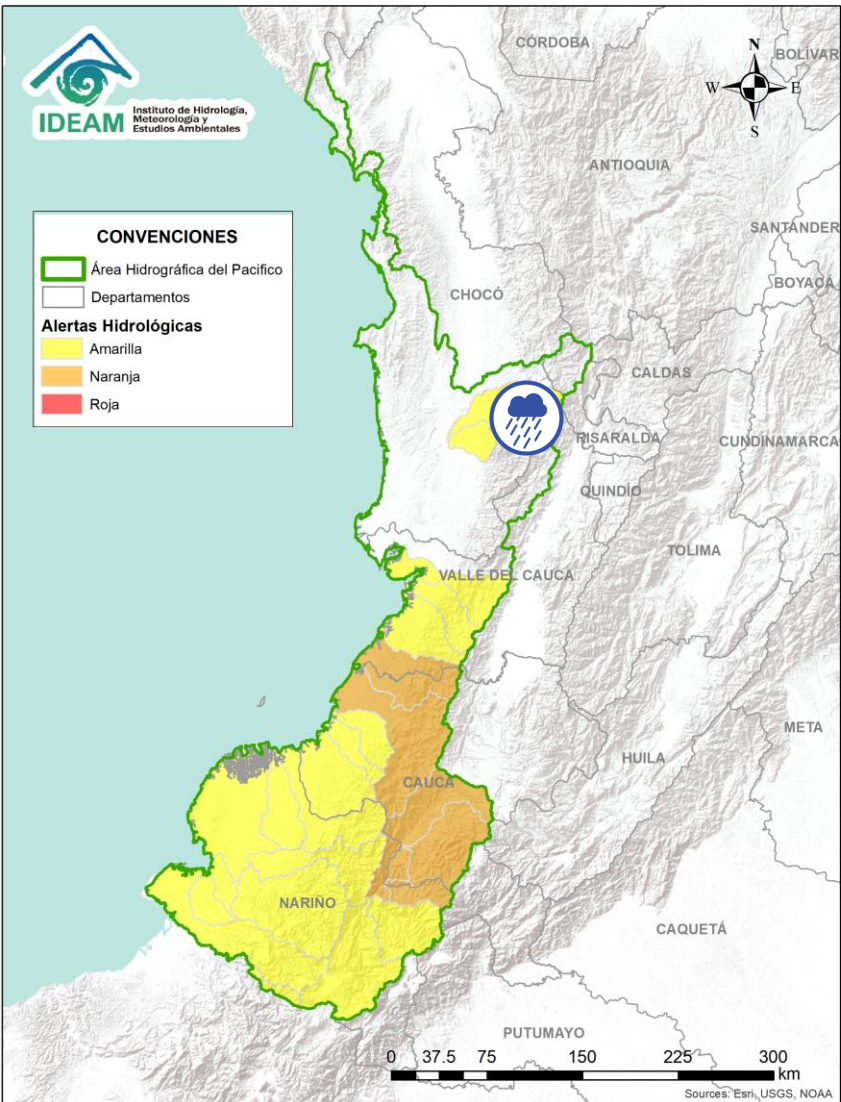 IDEAM
Instituto de Hidrología,
Meteorología y
Estudios Ambientales
N
W
E
S
CÓRDOBA
BOLÍVAR
ANTIOQUIA
SANTANDER
BOYACÁ
CHOCÓ
CALDAS
RISARALDA
CUNDINAMARCA
QUINDÍO
TOLIMA
VALLE DEL CAUCA
META
HUILA
CAUCA
NARIÑO
CAQUETÁ
PUTUMAYO
CONVENCIONES
Área Hidrográfica del Pacifico
Departamentos
Alertas Hidrológicas
Amarilla
Naranja
Roja
0 37.5 75 150 225 300
km
Sources: Esri, USGS, NOAA